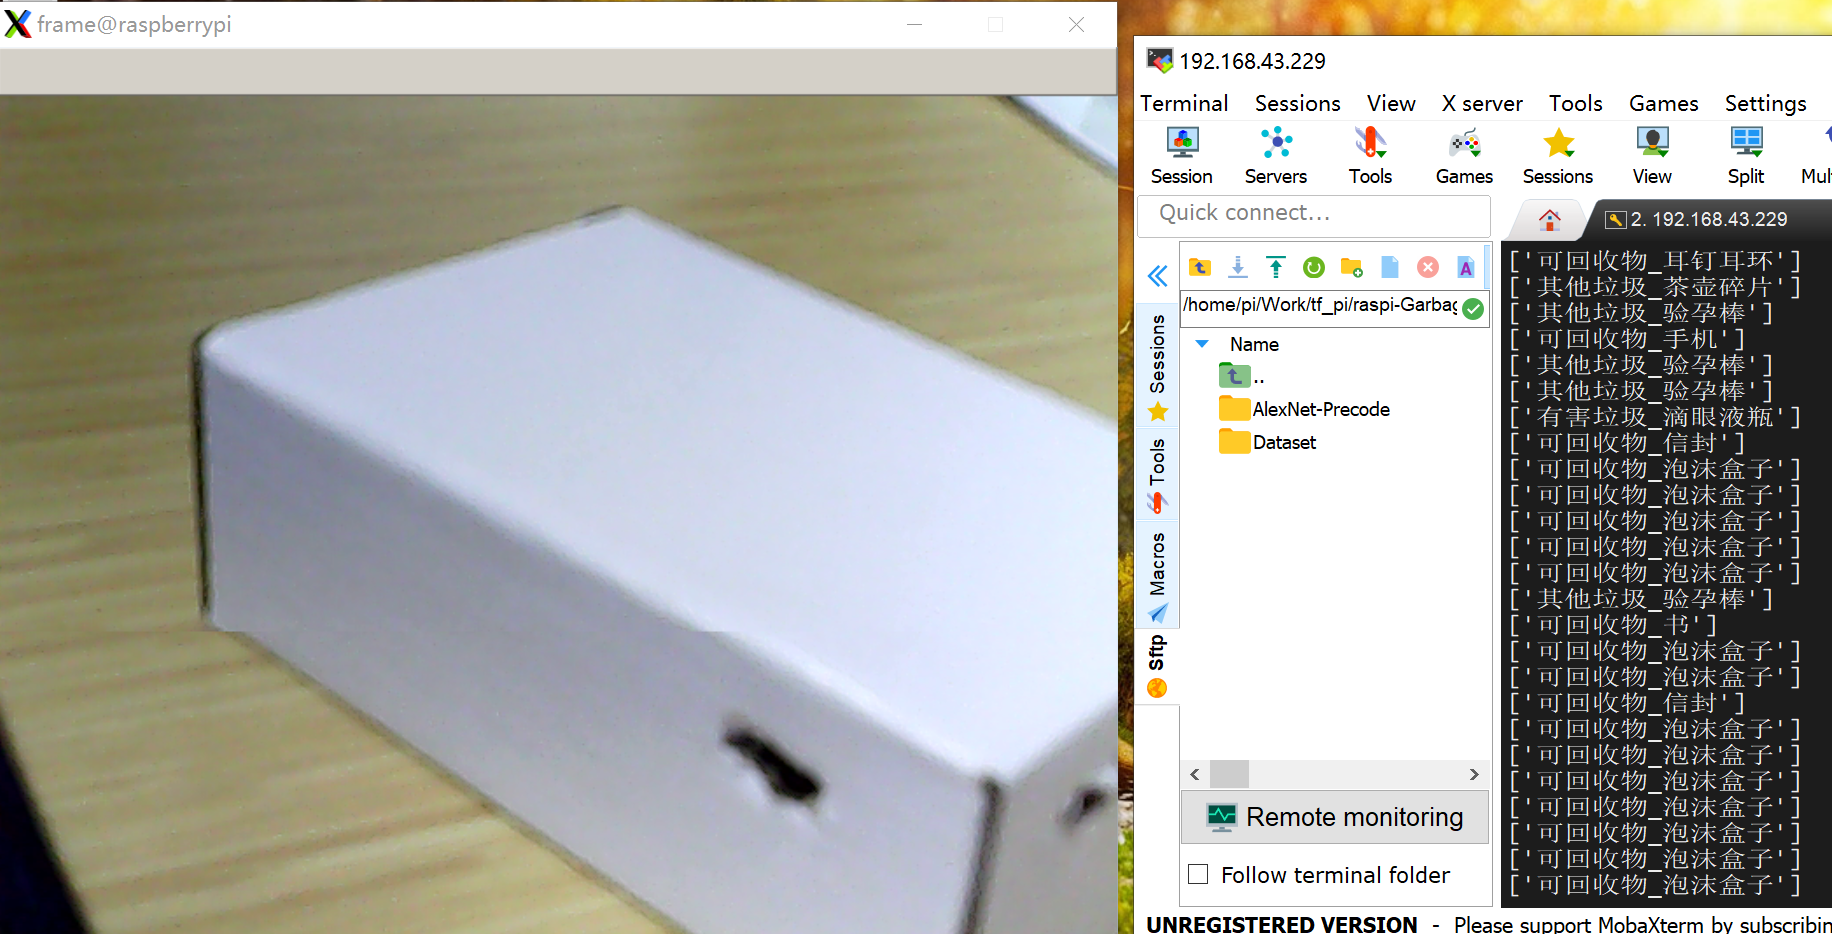 frame@raspberrypi
192.168.43.229
Terminal Sessions View X server Tools Games Settings
Session Servers Tools Games Sessions View Split Mul
Quick connect...
2. 192.168.43.229
/home/pi/Work/tf_pi/raspi-Garbag
Name
..
AlexNet-Precode
Dataset
Sessions
Tools
Macros
Sftp
Remote monitoring
Follow terminal folder
['可回收物_耳钉耳环']
['其他垃圾_茶壶碎片']
['其他垃圾_验孕棒']
['可回收物_手机']
['其他垃圾_验孕棒']
['其他垃圾_验孕棒']
['有害垃圾_滴眼液瓶']
['可回收物_信封']
['可回收物_泡沫盒子']
['可回收物_泡沫盒子']
['可回收物_泡沫盒子']
['可回收物_泡沫盒子']
['可回收物_泡沫盒子']
['其他垃圾_验孕棒']
['可回收物_书']
['可回收物_泡沫盒子']
['可回收物_泡沫盒子']
['可回收物_信封']
['可回收物_泡沫盒子']
['可回收物_泡沫盒子']
['可回收物_泡沫盒子']
['可回收物_泡沫盒子']
['可回收物_泡沫盒子']
['可回收物_泡沫盒子']
['可回收物_泡沫盒子']
UNREGISTERED VERSION - Please support MobaXterm by subscribin